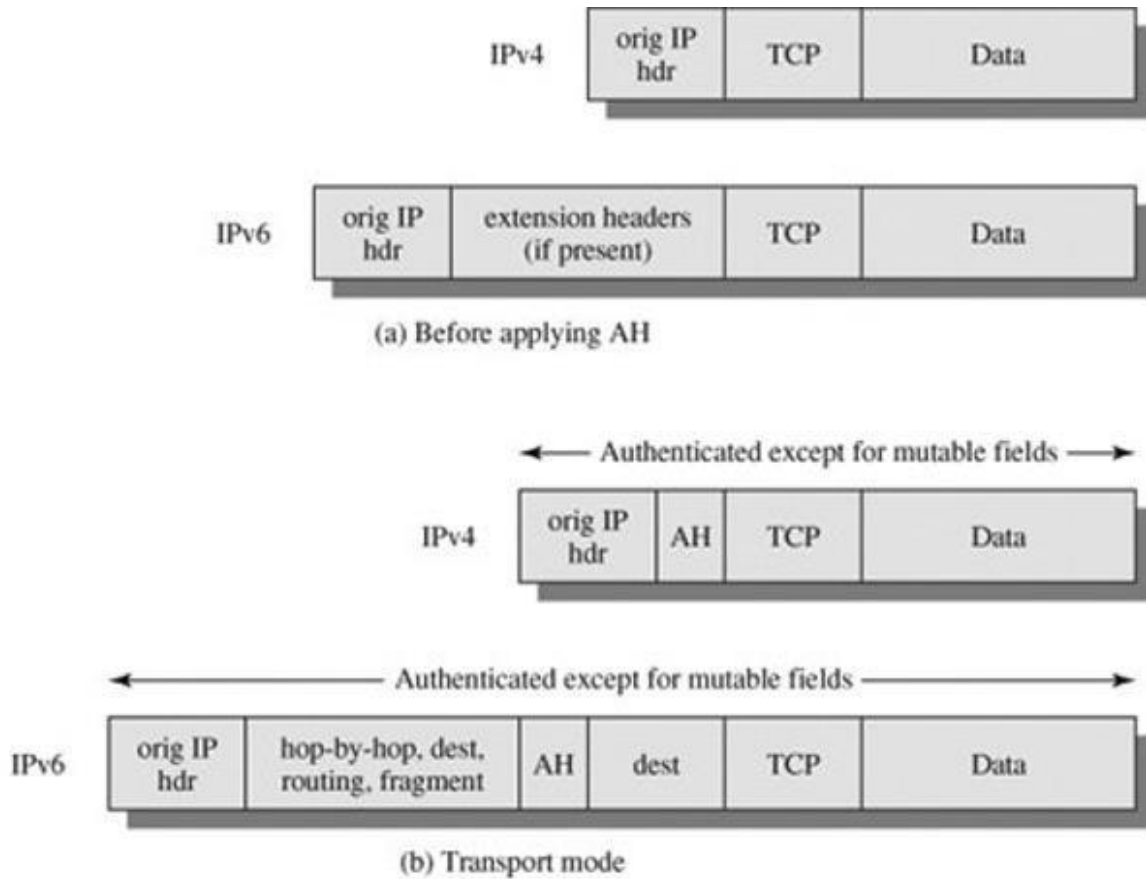 IPv4
orig IP
hdr
TCP
Data
IPv6
orig IP
hdr
extension headers
(if present)
TCP
Data
(a) Before applying AH
Authenticated except for mutable fields
IPv4
orig IP
hdr
AH
TCP
Data
Authenticated except for mutable fields
IPv6
orig IP
hdr
hop-by-hop, dest,
routing, fragment
AH
dest
TCP
Data
(b) Transport mode